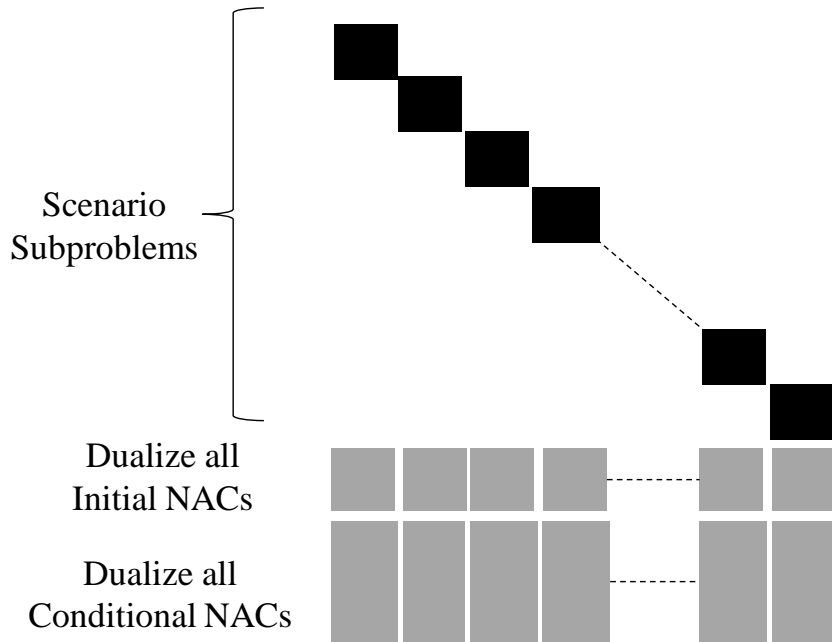 Scenario
Subproblems
Dualize all
Initial NACs
Dualize all
Conditional NACs